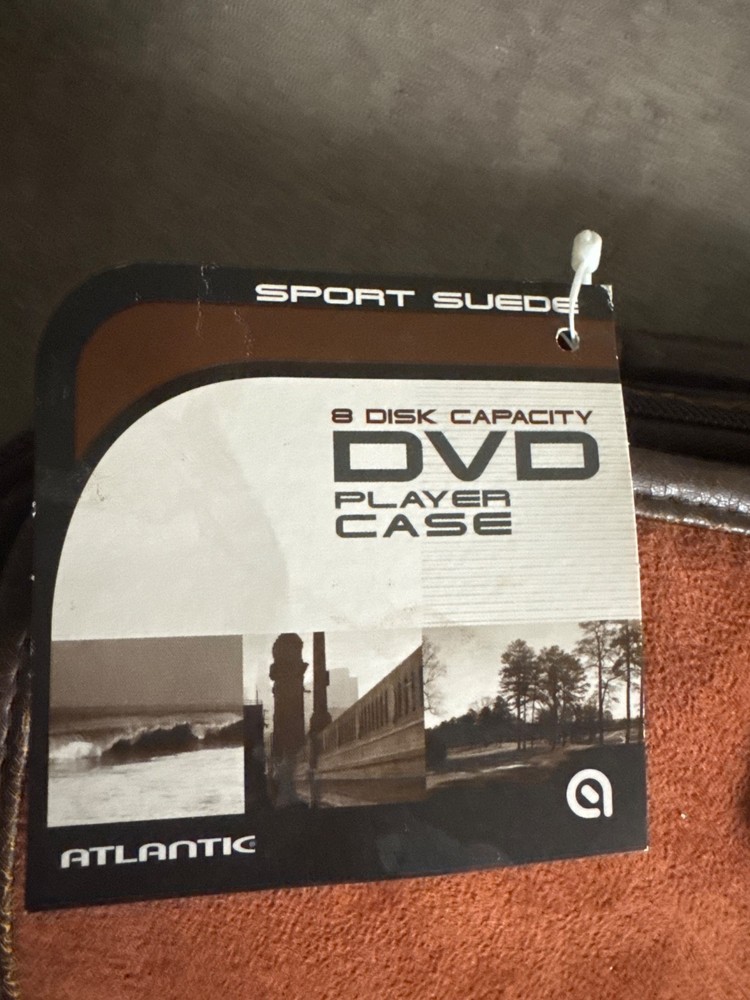 SPORT SUEDE
8 DISK CAPACITY
DVD
PLAYER
CASE
ATLANTIC